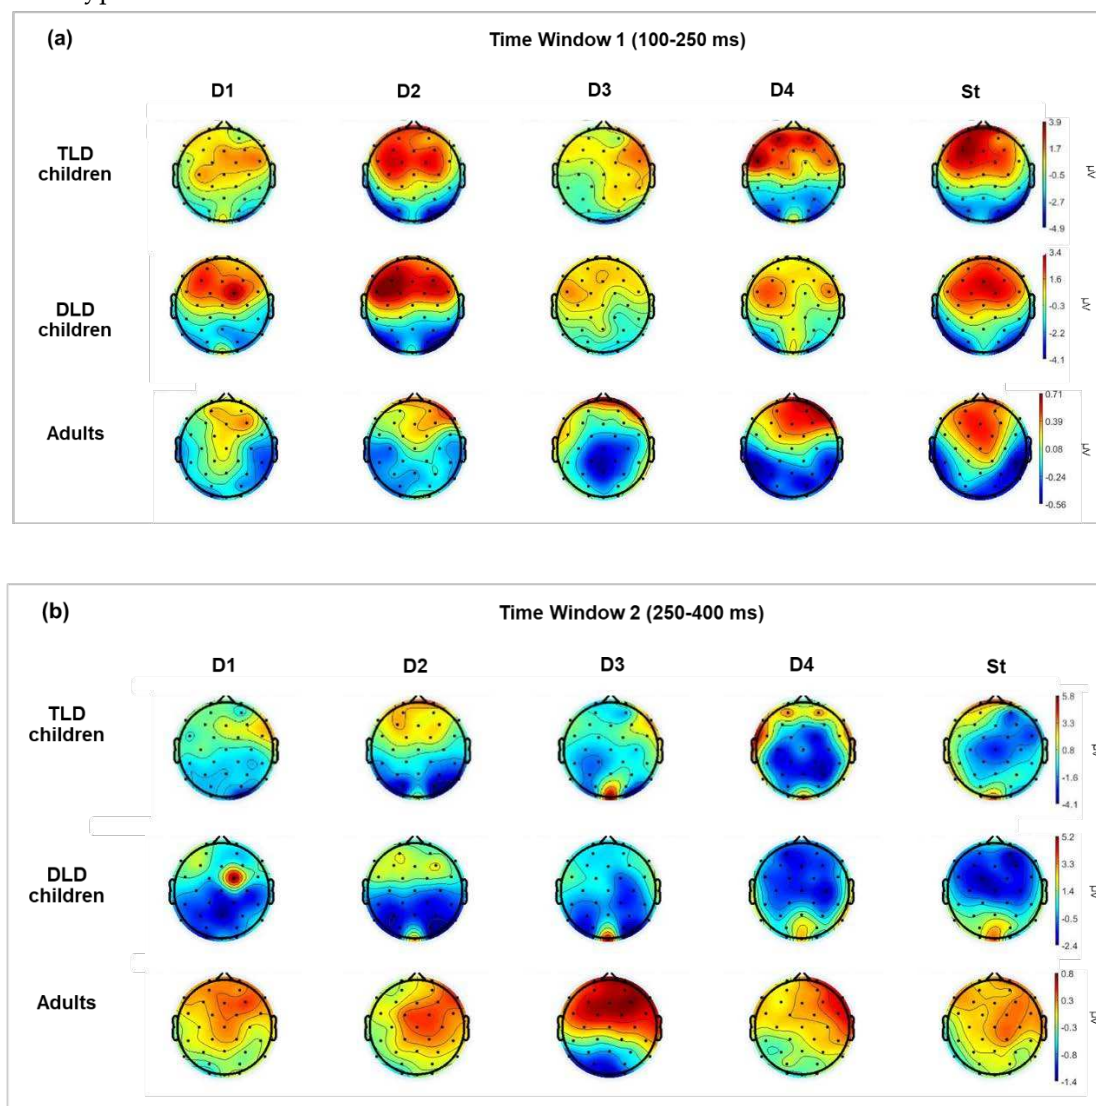 (a)
Time Window 1 (100-250 ms)
D1 D2 D3 D4 St
TLD
children
3.9
1.7
-0.5
-2.7
-4.9
μV
DLD
children
3.4
1.6
-0.3
-2.2
-4.1
μV
Adults
0.71
0.39
0.08
-0.24
-0.56
μV
(b)
Time Window 2 (250-400 ms)
D1 D2 D3 D4 St
TLD
children
5.8
3.3
0.8
-1.6
-4.1
μV
DLD
children
5.2
3.3
1.4
-0.5
-2.4
μV
Adults
0.8
0.3
-0.3
-0.8
-1.4
μV